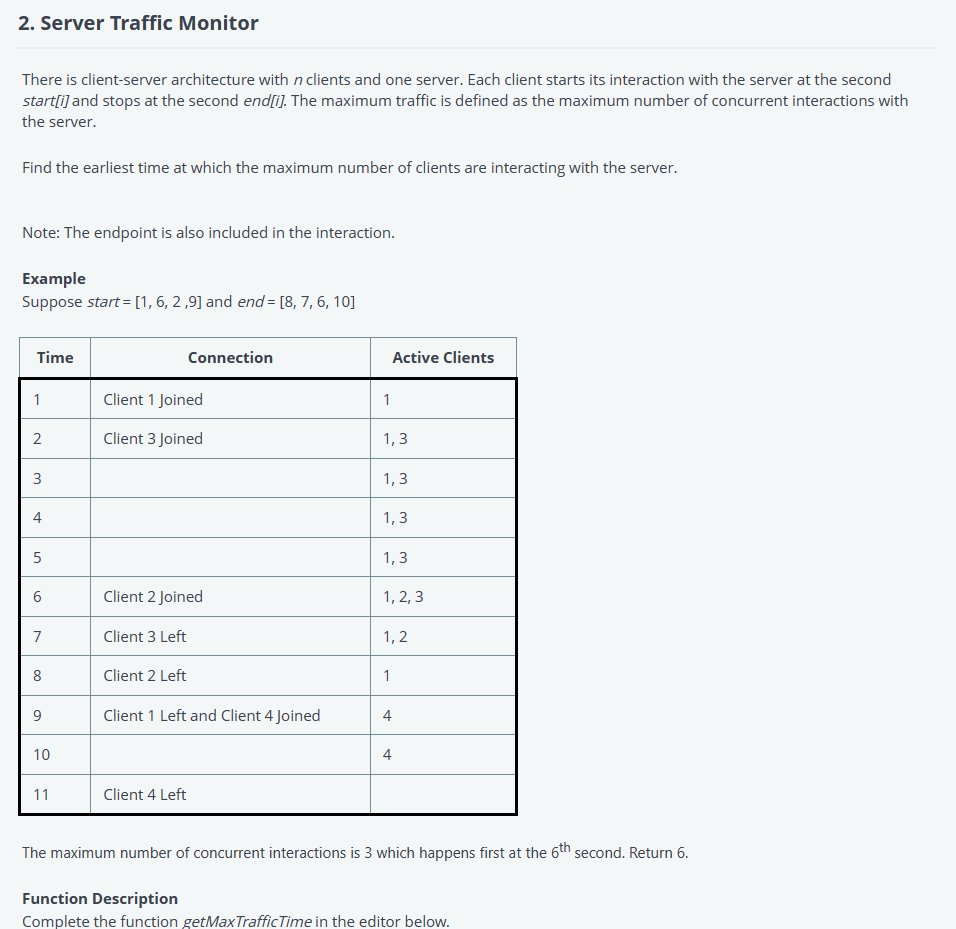 2. Server Traffic Monitor
There is client-server architecture with n clients and one server. Each client starts its interaction with the server at the second
start[i] and stops at the second end[i]. The maximum traffic is defined as the maximum number of concurrent interactions with
the server.
Find the earliest time at which the maximum number of clients are interacting with the server.
Note: The endpoint is also included in the interaction.
Example
Suppose start = [1, 6, 2 ,9] and end = [8, 7, 6, 10]
Time Connection Active Clients
1 Client 1 Joined 1
2 Client 3 Joined 1, 3
3 1, 3
4 1, 3
5 1, 3
6 Client 2 Joined 1, 2, 3
7 Client 3 Left 1, 2
8 Client 2 Left 1
9 Client 1 Left and Client 4 Joined 4
10 4
11 Client 4 Left
The maximum number of concurrent interactions is 3 which happens first at the 6th second. Return 6.
Function Description
Complete the function getMaxTrafficTime in the editor below.